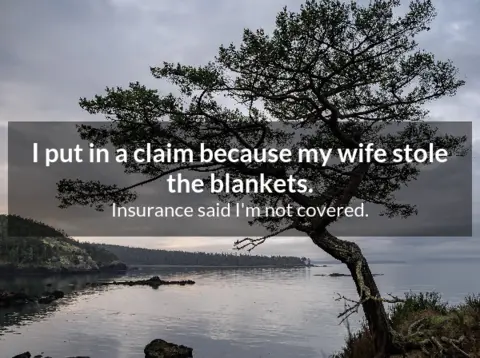 I put in a claim because my wife stole
the blankets.
Insurance said I'm not covered.